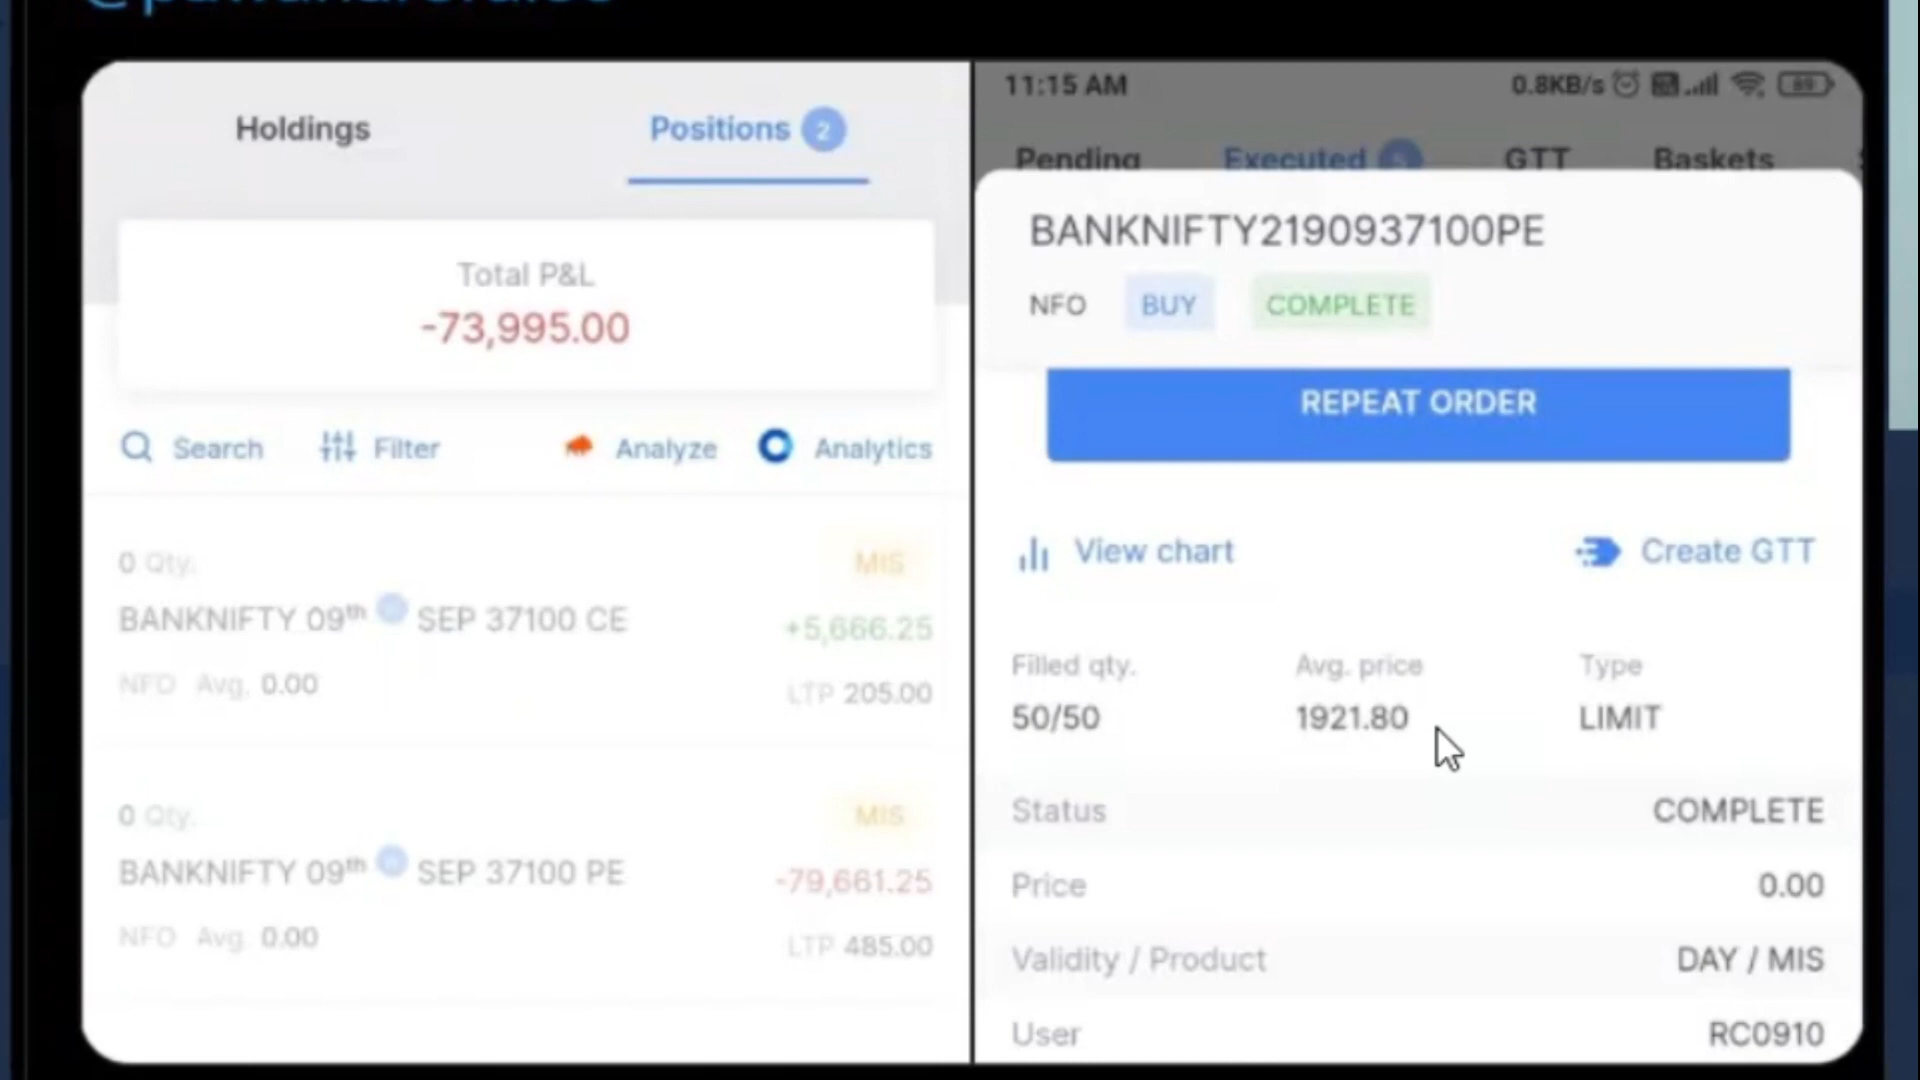 Holdings
Positions 2
Total P&L
-73,995.00
Search
Filter
Analyze
Analytics
0 Qty.
MIS
BANKNIFTY 09th SEP 37100 CE
+5,666.25
NFO Avg. 0.00
LTP 205.00
0 Qty.
MIS
BANKNIFTY 09th SEP 37100 PE
-79,661.25
NFO Avg. 0.00
LTP 485.00
11:15 AM
0.8KB/s
Pending
Executed
GTT
Baskets
BANKNIFTY2190937100PE
NFO
BUY
COMPLETE
REPEAT ORDER
View chart
Create GTT
Filled qty.
Avg. price
Type
50/50
1921.80
LIMIT
Status
COMPLETE
Price
0.00
Validity / Product
DAY / MIS
User
RC0910